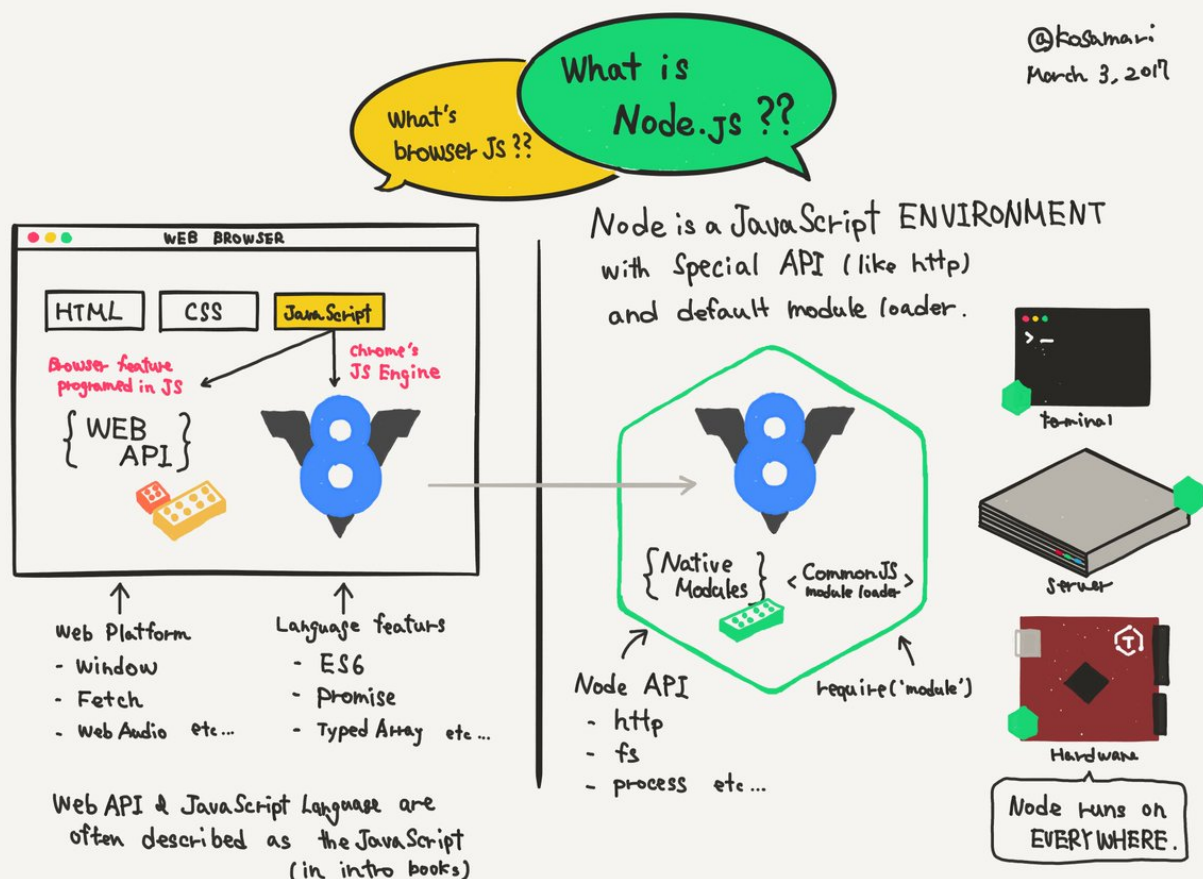 @kosamari
March 3, 2017
What's
browser Js ??
What is
Node.js ??
WEB BROWSER
HTML
CSS
JavaScript
Browser feature
programed in JS
Chrome's
JS Engine
{ WEB
API }
8
↑
Web Platform
- Window
- Fetch
- Web Audio etc...
↑
Language featurs
- ES6
- Promise
- Typed Array etc...
Web API & JavaScript Language are
often described as the JavaScript
(in intro books)
Node is a JavaScript ENVIRONMENT
with Special API (like http)
and default module loader.
8
{ Native
Modules }
< CommonJS
module loader >
Node API
- http
- fs
- process etc...
require('module')
>_
terminal
server
T
Hardware
Node runs on
EVERYWHERE.